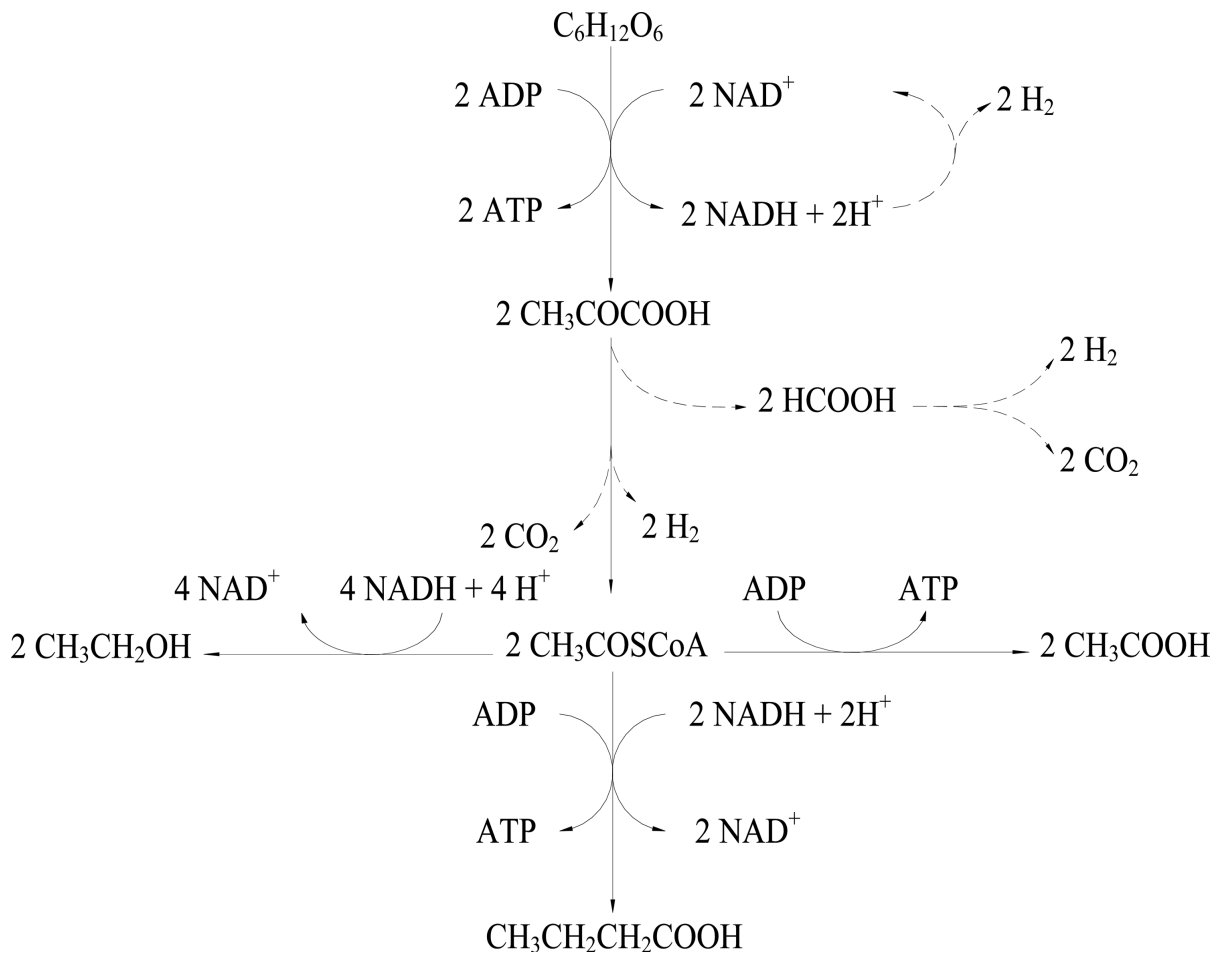 C₆H₁₂O₆
2 ADP 2 NAD⁺ 2 H₂
2 ATP 2 NADH + 2H⁺
2 CH₃COCOOH
2 H₂
2 HCOOH
2 CO₂
2 CO₂ 2 H₂
4 NAD⁺ 4 NADH + 4 H⁺ ADP ATP
2 CH₃CH₂OH 2 CH₃COSCoA 2 CH₃COOH
ADP 2 NADH + 2H⁺
ATP 2 NAD⁺
CH₃CH₂CH₂COOH